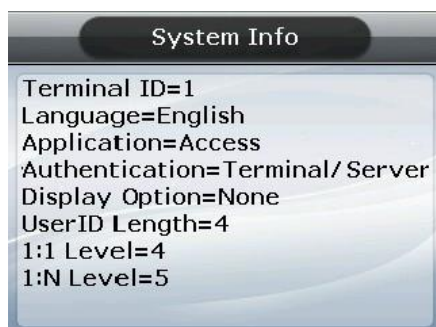 System Info
Terminal ID=1
Language=English
Application=Access
Authentication=Terminal/Server
Display Option=None
UserID Length=4
1:1 Level=4
1:N Level=5